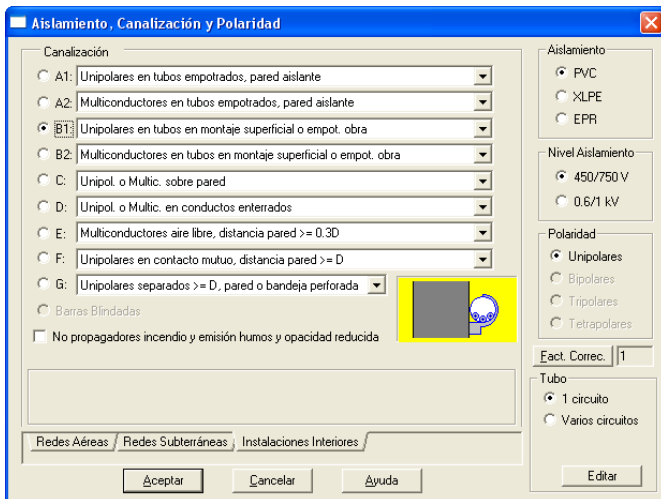 Aislamiento, Canalización y Polaridad
Canalización
A1: Unipolares en tubos empotrados, pared aislante
A2: Multiconductores en tubos empotrados, pared aislante
B1: Unipolares en tubos en montaje superficial o empot. obra
B2: Multiconductores en tubos en montaje superficial o empot. obra
C: Unipol. o Multic. sobre pared
D: Unipol. o Multic. en conductos enterrados
E: Multiconductores aire libre, distancia pared >= 0.3D
F: Unipolares en contacto mutuo, distancia pared >= D
G: Unipolares separados >= D, pared o bandeja perforada
Barras Blindadas
No propagadores incendio y emisión humos y opacidad reducida
Redes Aéreas Redes Subterráneas Instalaciones Interiores
Aceptar Cancelar Ayuda
Aislamiento
PVC
XLPE
EPR
Nivel Aislamiento
450/750 V
0.6/1 kV
Polaridad
Unipolares
Bipolares
Tripolares
Tetrapolares
Fact. Correc. 1
Tubo
1 circuito
Varios circuitos
Editar